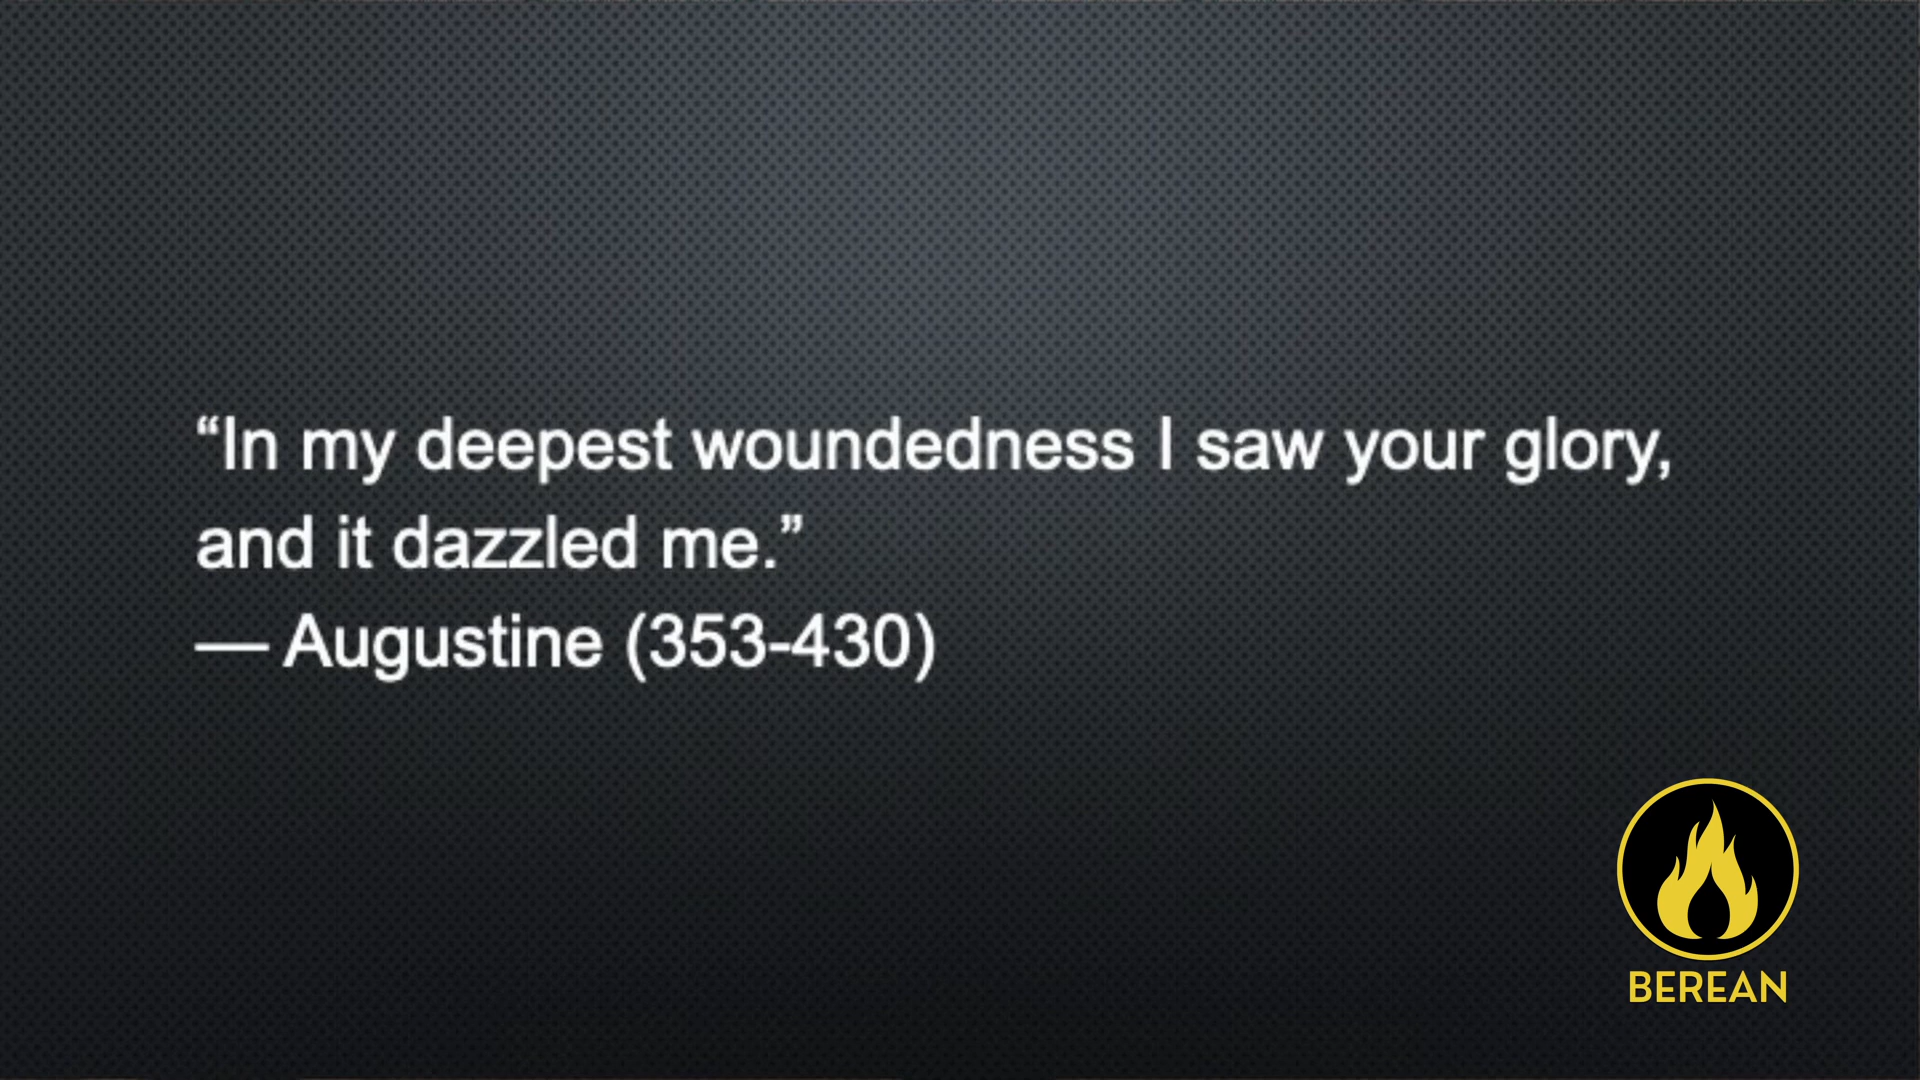 “In my deepest woundedness I saw your glory,
and it dazzled me.”
— Augustine (353-430)
BEREAN